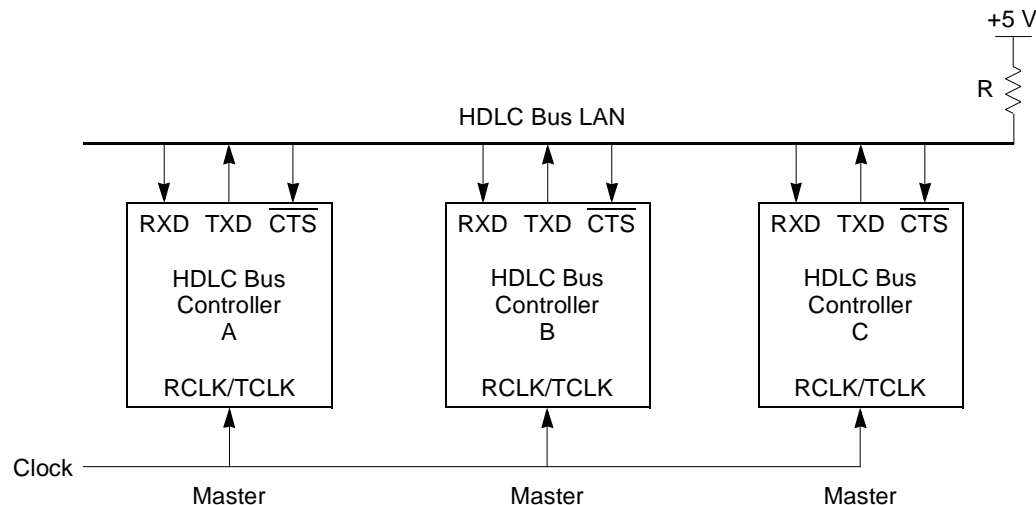 +5 V
R
HDLC Bus LAN
RXD TXD CTS
HDLC Bus
Controller
A
RCLK/TCLK
RXD TXD CTS
HDLC Bus
Controller
B
RCLK/TCLK
RXD TXD CTS
HDLC Bus
Controller
C
RCLK/TCLK
Clock
Master
Master
Master